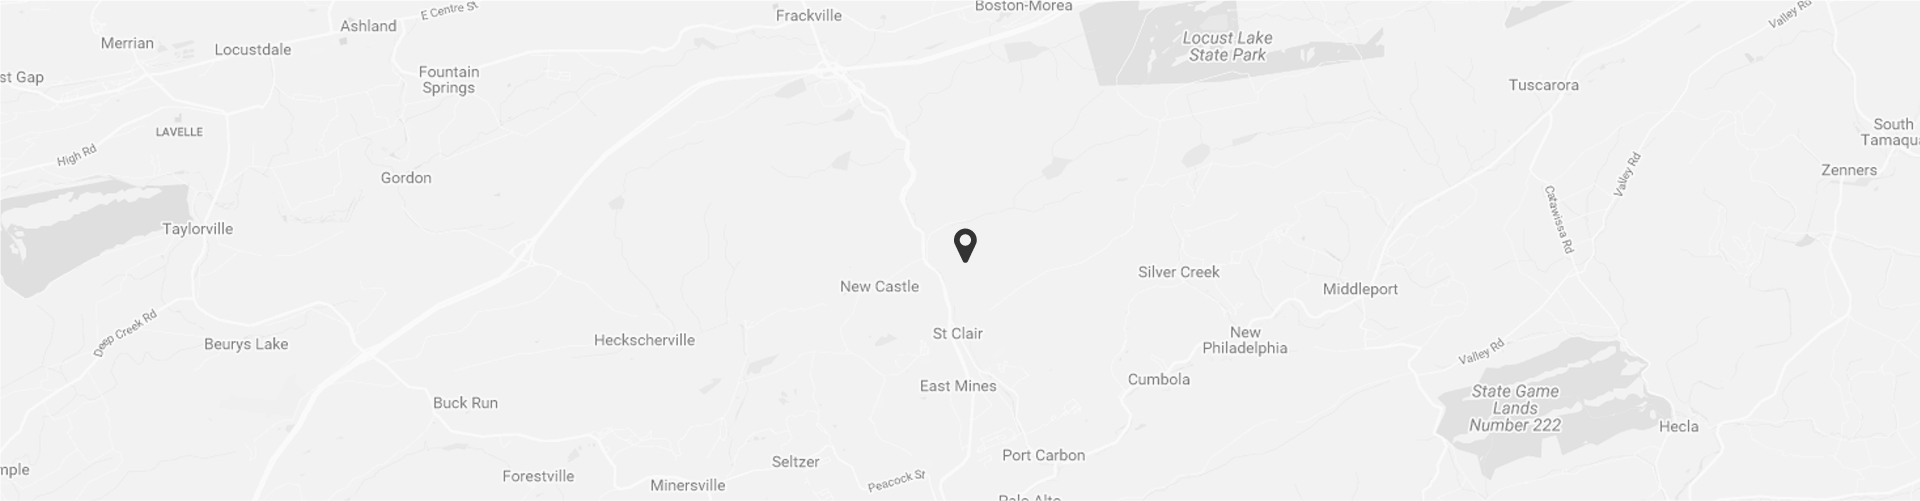 Boston-Morea
E Centre St
Frackville
Valley Rd
Ashland
Merrian
Locustdale
Locust Lake
State Park
Fountain
Springs
st Gap
Tuscarora
LAVELLE
South
Tamaqua
High Rd
Gordon
Zenners
Valley Rd
Catawissa Rd
Taylorville
Silver Creek
New Castle
Middleport
Deep Creek Rd
St Clair
Heckscherville
Beurys Lake
New
Philadelphia
Valley Rd
Cumbola
East Mines
State Game
Lands
Number 222
Buck Run
Hecla
Port Carbon
Seltzer
mple
Forestville
Peacock St
Minersville
Palo Alto